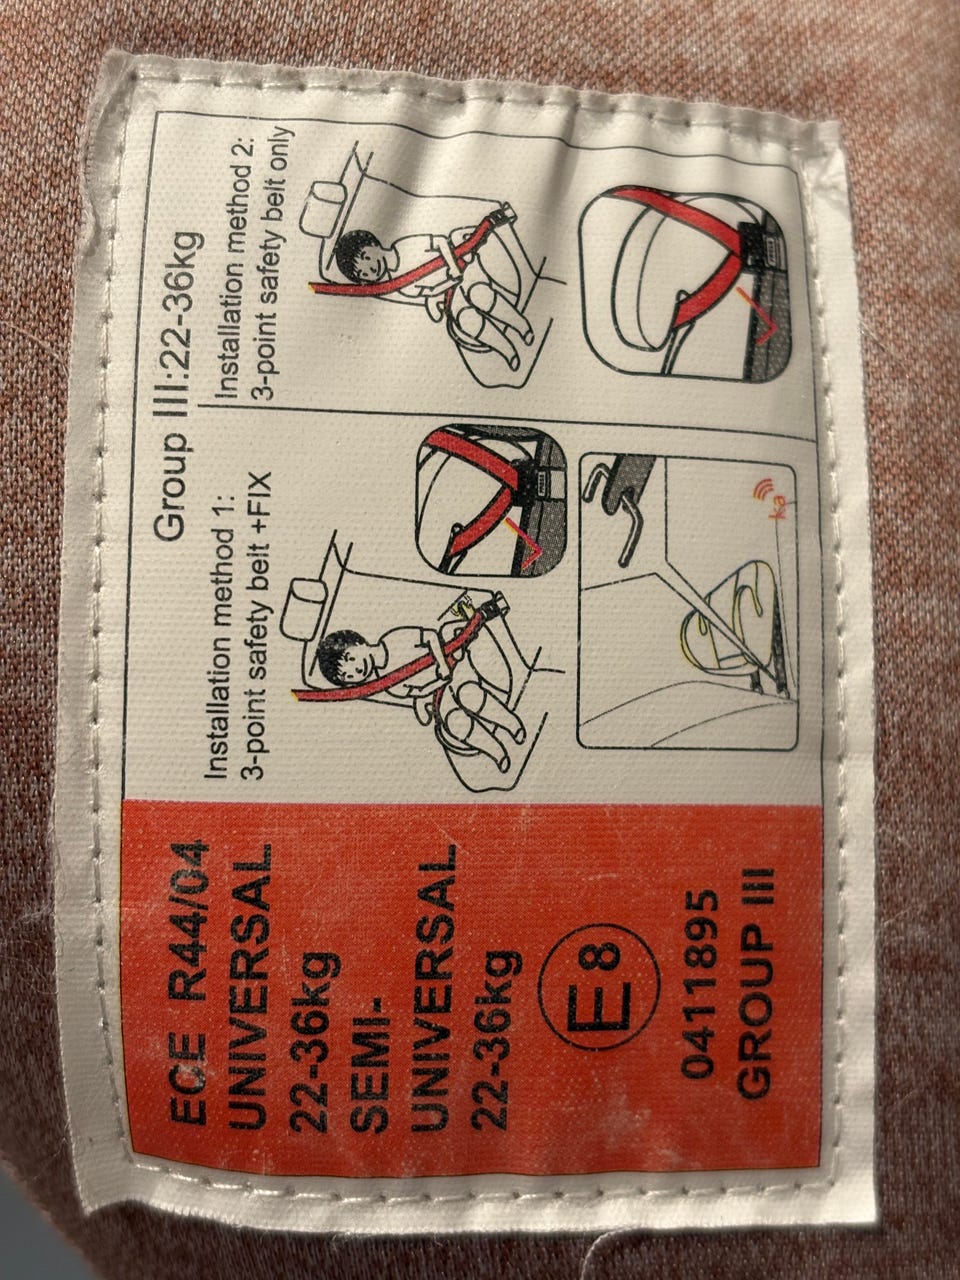 ECE R44/04
UNIVERSAL
22-36kg
SEMI-
UNIVERSAL
22-36kg
E8
0411895
GROUP III
Group III:22-36kg
Installation method 1:
3-point safety belt +FIX
ka
Installation method 2:
3-point safety belt only